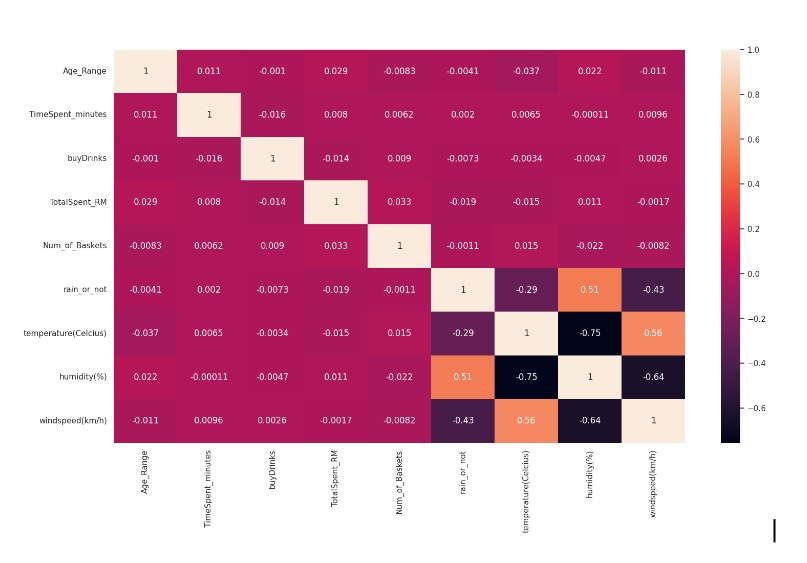 Age_Range 1 0.011 -0.001 0.029 -0.0083 -0.0041 -0.037 0.022 -0.011
TimeSpent_minutes 0.011 1 -0.016 0.008 0.0062 0.002 0.0065 -0.00011 0.0096
buyDrinks -0.001 -0.016 1 -0.014 0.009 -0.0073 -0.0034 -0.0047 0.0026
TotalSpent_RM 0.029 0.008 -0.014 1 0.033 -0.019 -0.015 0.011 -0.0017
Num_of_Baskets -0.0083 0.0062 0.009 0.033 1 -0.0011 0.015 -0.022 -0.0082
rain_or_not -0.0041 0.002 -0.0073 -0.019 -0.0011 1 -0.29 0.51 -0.43
temperature(Celcius) -0.037 0.0065 -0.0034 -0.015 0.015 -0.29 1 -0.75 0.56
humidity(%) 0.022 -0.00011 -0.0047 0.011 -0.022 0.51 -0.75 1 -0.64
windspeed(km/h) -0.011 0.0096 0.0026 -0.0017 -0.0082 -0.43 0.56 -0.64 1
Age_Range
TimeSpent_minutes
buyDrinks
TotalSpent_RM
Num_of_Baskets
rain_or_not
temperature(Celcius)
humidity(%)
windspeed(km/h)
1.0
0.8
0.6
0.4
0.2
0.0
−0.2
−0.4
−0.6